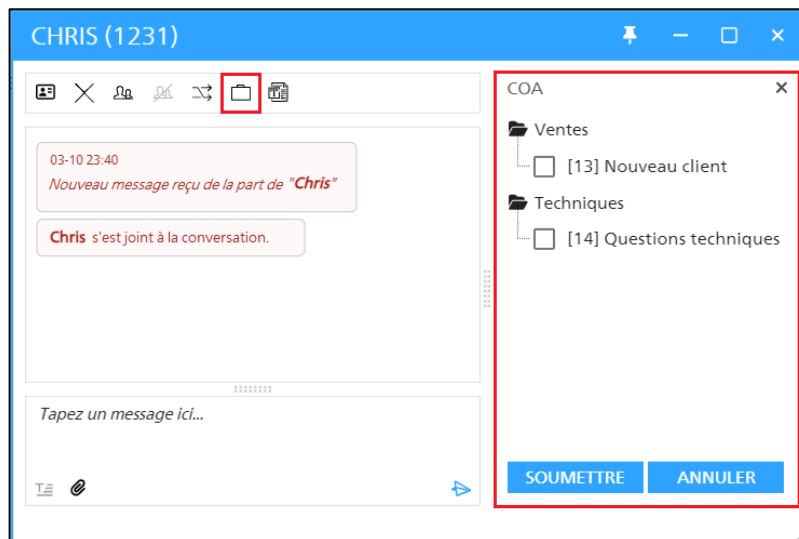 CHRIS (1231)
03-10 23:40
Nouveau message reçu de la part de "Chris"
Chris s'est joint à la conversation.
Tapez un message ici...
COA
Ventes
[13] Nouveau client
Techniques
[14] Questions techniques
SOUMETTRE
ANNULER